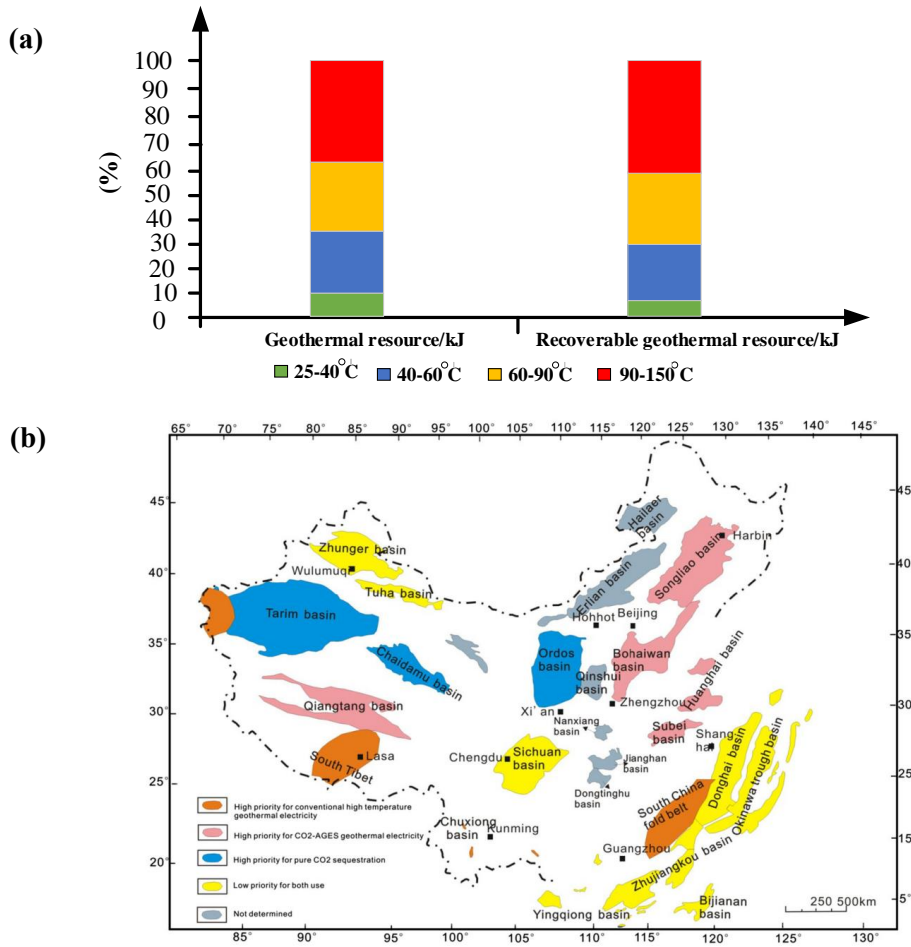 (a)
100
90
80
70
60
50
40
30
20
10
0
(%)
Geothermal resource/kJ
Recoverable geothermal resource/kJ
25-40°C
40-60°C
60-90°C
90-150°C
(b)
65° 70° 75° 80° 85° 90° 95° 100° 105° 110° 115° 120° 125° 130° 135° 140° 145°
45°
40°
35°
30°
25°
20°
45°
40°
35°
30°
25°
15°
5°
Hailaer
basin
Harbin
Songliao basin
Zhunger basin
Wulumuqi
Tuha basin
Erlian basin
Hohhot
Beijing
Tarim basin
Chaidamu basin
Ordos
basin
Bohaiwan
basin
Qinshui
basin
Huanghai basin
Qiangtang basin
Zhengzhou
Xi' an
Nanxiang
basin
Subei
basin
Shang
hai
Lasa
South Tibet
Chengdu
Sichuan
basin
Jianghan
basin
Dongtinghu
basin
South China
fold belt
Donghai basin
Okinawa trough basin
Chuxiong
basin
Kunming
Guangzhou
Zhujiangkou basin
Yingqiong basin
Bijianan
basin
High priority for conventional high temperature
geothermal electricity
High priority for CO2-AGES geothermal electricity
High priority for pure CO2 sequestration
Low priority for both use
Not determined
250 500km
85° 90° 95° 100° 105° 110° 115° 120° 125° 130°